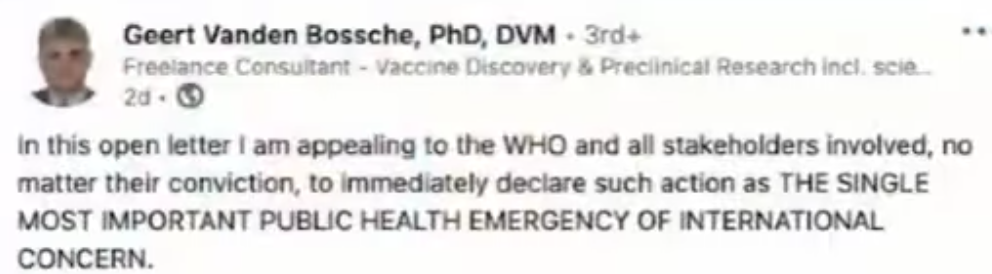 Geert Vanden Bossche, PhD, DVM • 3rd+
Freelance Consultant - Vaccine Discovery & Preclinical Research incl. scie...
2d •
In this open letter I am appealing to the WHO and all stakeholders involved, no
matter their conviction, to immediately declare such action as THE SINGLE
MOST IMPORTANT PUBLIC HEALTH EMERGENCY OF INTERNATIONAL
CONCERN.